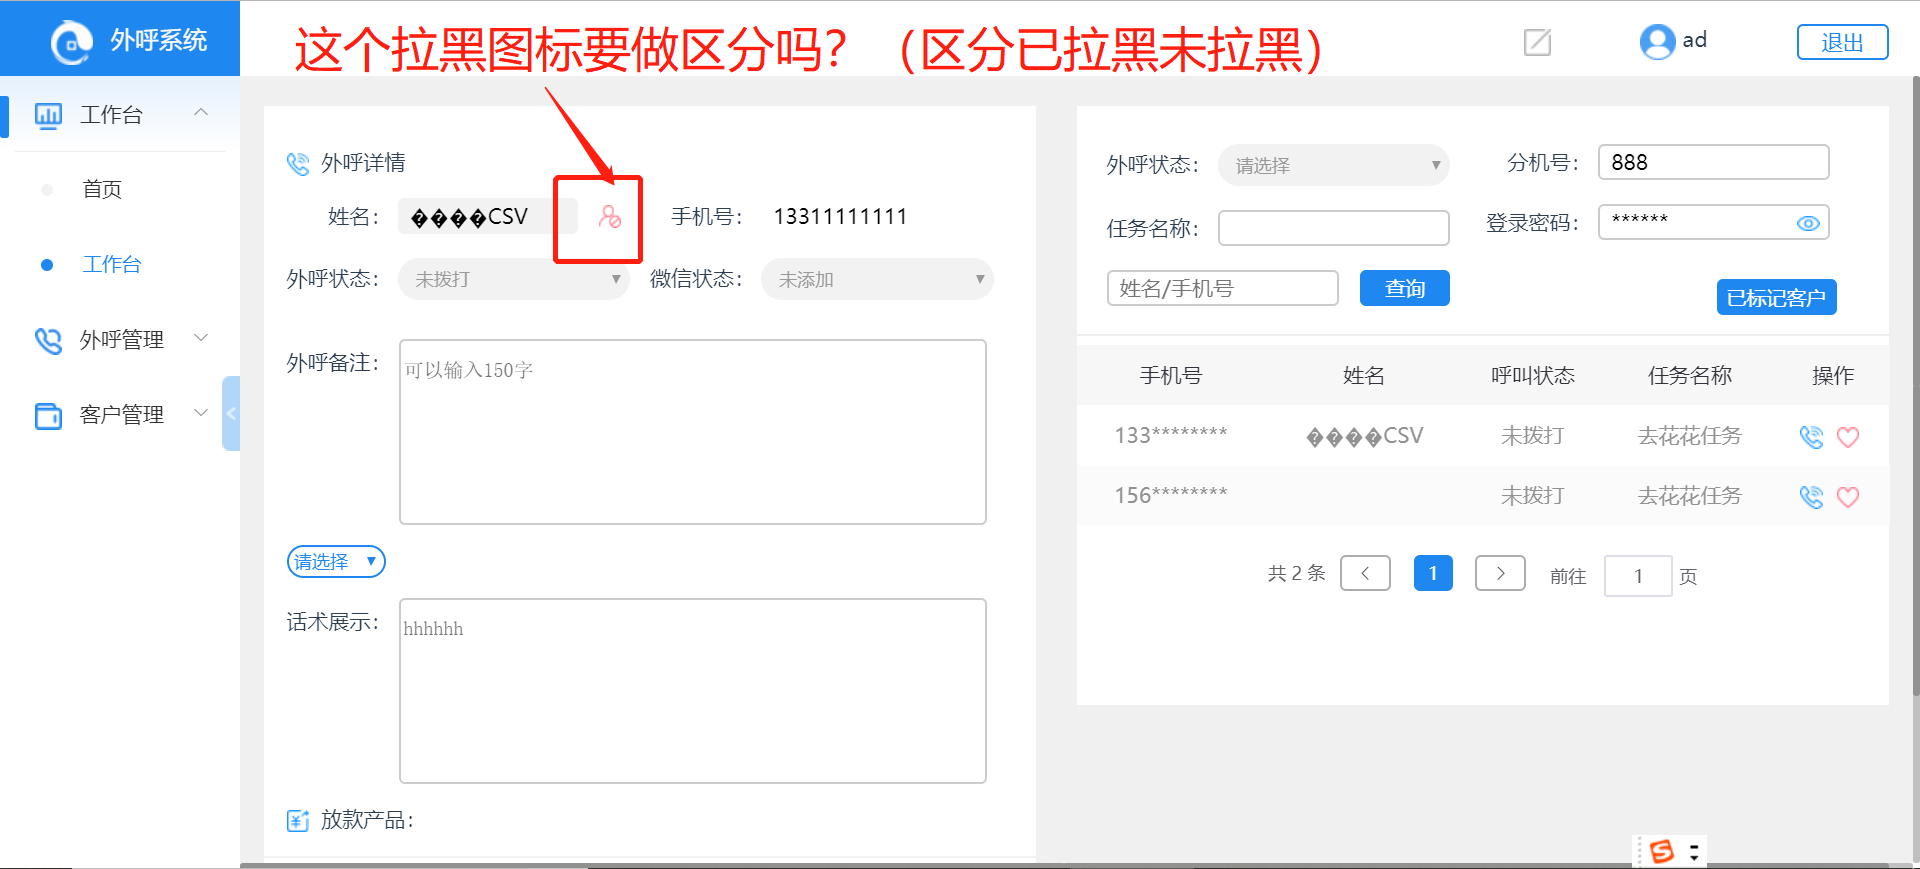 外呼系统
这个拉黑图标要做区分吗？（区分已拉黑未拉黑）
ad
退出
工作台
首页
工作台
外呼管理
客户管理
外呼详情
姓名：
����CSV
手机号：
13311111111
外呼状态：
未拨打
微信状态：
未添加
外呼备注：
可以输入150字
请选择
话术展示：
hhhhhh
放款产品：
外呼状态：
请选择
分机号：
888
任务名称：
登录密码：
******
姓名/手机号
查询
已标记客户
手机号 姓名 呼叫状态 任务名称 操作
133******** ����CSV 未拨打 去花花任务
156******** 未拨打 去花花任务
共 2 条 1 前往 1 页